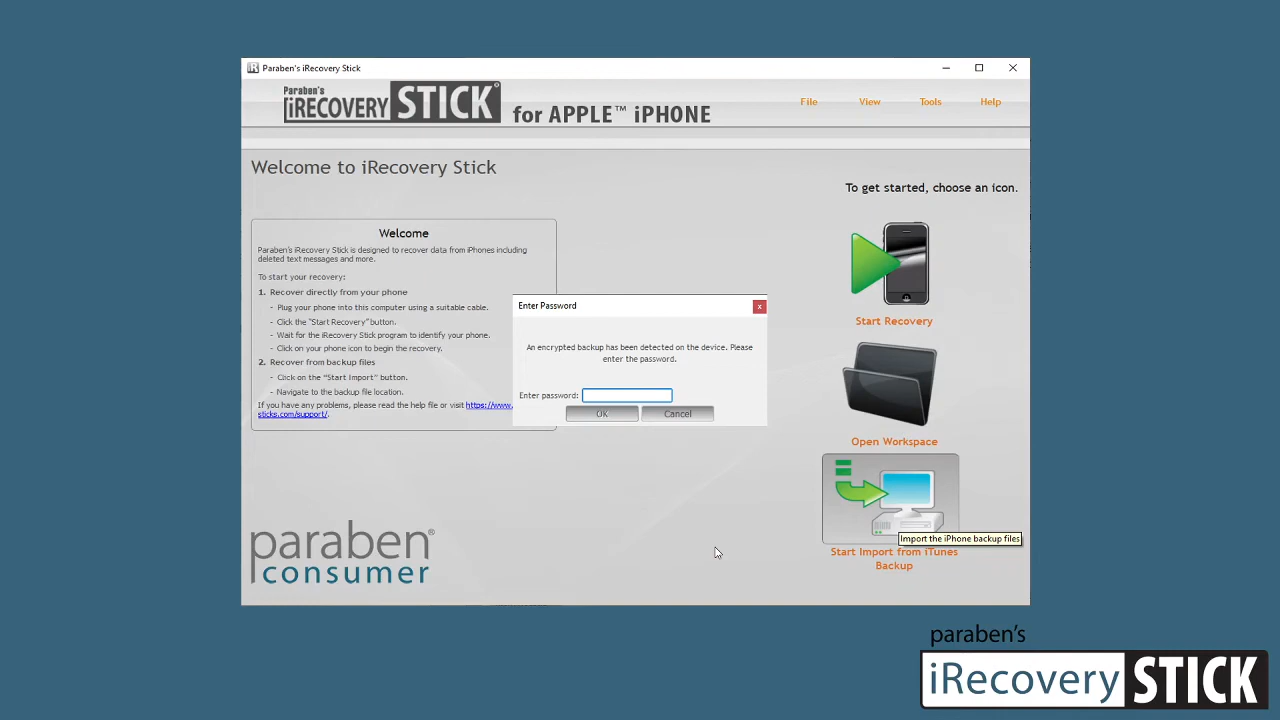 Paraben's iRecovery Stick
Paraben's
iRECOVERY STICK® for APPLE™ iPHONE
File View Tools Help
Welcome to iRecovery Stick
To get started, choose an icon.
Welcome
Paraben's iRecovery Stick is designed to recover data from iPhones including
deleted text messages and more.
To start your recovery:
1. Recover directly from your phone
- Plug your phone into this computer using a suitable cable.
- Click the "Start Recovery" button.
- Wait for the iRecovery Stick program to identify your phone.
- Click on your phone icon to begin the recovery.
2. Recover from backup files
- Click on the "Start Import" button.
- Navigate to the backup file location.
If you have any problems, please read the help file or visit https://www.
sticks.com/support/.
Enter Password
x
An encrypted backup has been detected on the device. Please
enter the password.
Enter password:
OK Cancel
Start Recovery
Open Workspace
Import the iPhone backup files
Start Import from iTunes
Backup
paraben®
consumer
paraben's
iRecovery STICK